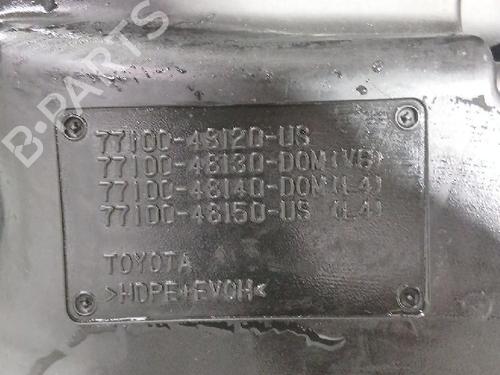 B-PARTS
77100-48120-US
77100-48130-DOM(V6)
77100-48140-DOM(L4)
77100-48150-US (L4)
TOYOTA
>HDPE+EVOH<